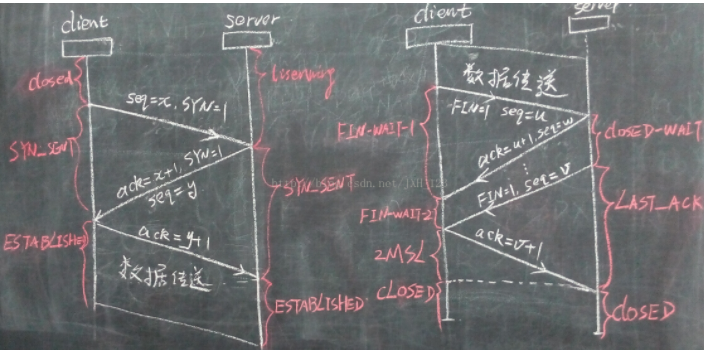 client
server
closed
lisenning
seq=x, SYN=1
SYN_SENT
ack=x+1, SYN=1
seq=y
SYN_SENT
ESTABLISHED
ack=y+1
数据传送
ESTABLISHED
client
server
数据传送
FIN=1 seq=u
FIN-WAIT-1
ack=u+1, seq=w
CLOSED-WAIT
FIN=1, seq=v
FIN-WAIT-2
LAST_ACK
ack=v+1
2MSL
CLOSED
CLOSED